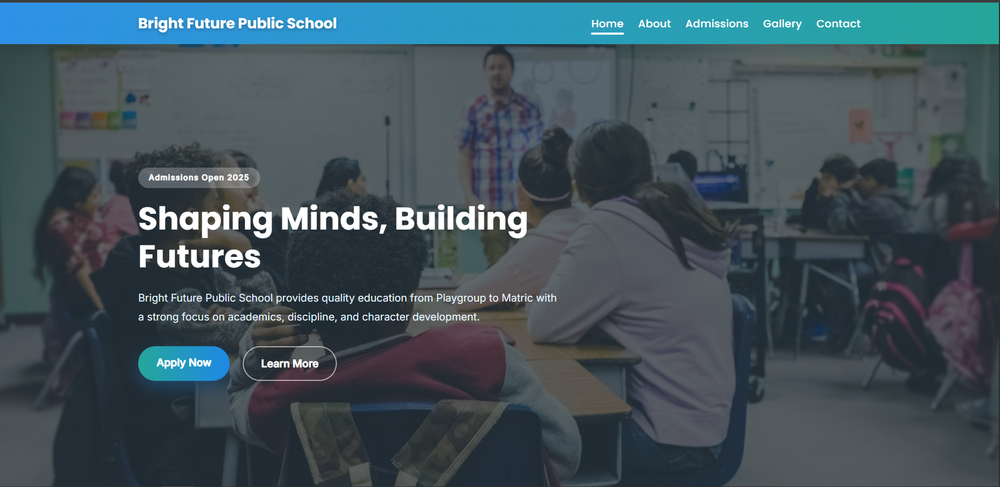 Bright Future Public School
Home About Admissions Gallery Contact
Admissions Open 2025
Shaping Minds, Building
Futures
Bright Future Public School provides quality education from Playgroup to Matric with
a strong focus on academics, discipline, and character development.
Apply Now Learn More